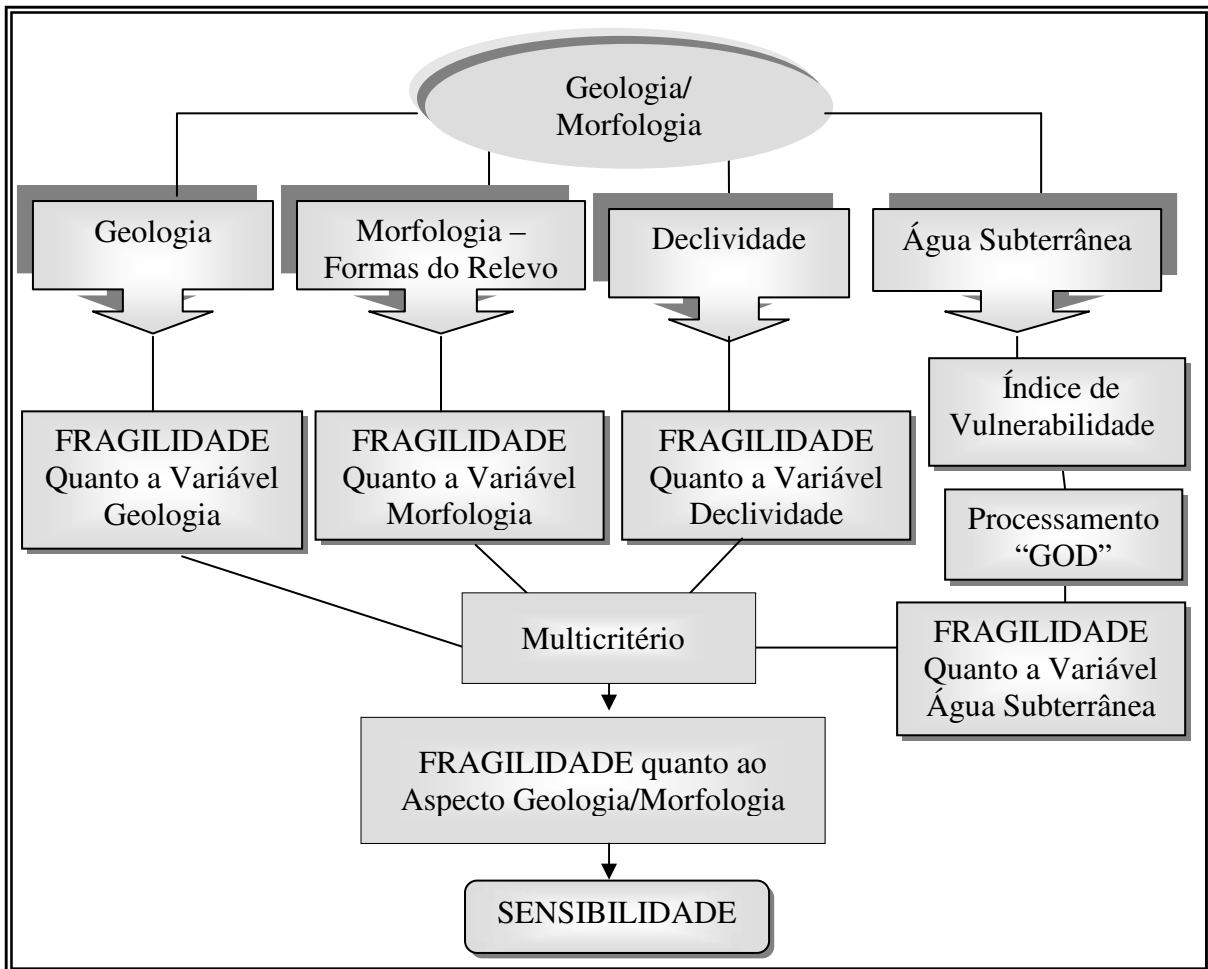 Geologia/
Morfologia
Geologia
Morfologia –
Formas do Relevo
Declividade
Água Subterrânea
FRAGILIDADE
Quanto a Variável
Geologia
FRAGILIDADE
Quanto a Variável
Morfologia
FRAGILIDADE
Quanto a Variável
Declividade
Índice de
Vulnerabilidade
Processamento
“GOD”
FRAGILIDADE
Quanto a Variável
Água Subterrânea
Multicritério
FRAGILIDADE quanto ao
Aspecto Geologia/Morfologia
SENSIBILIDADE